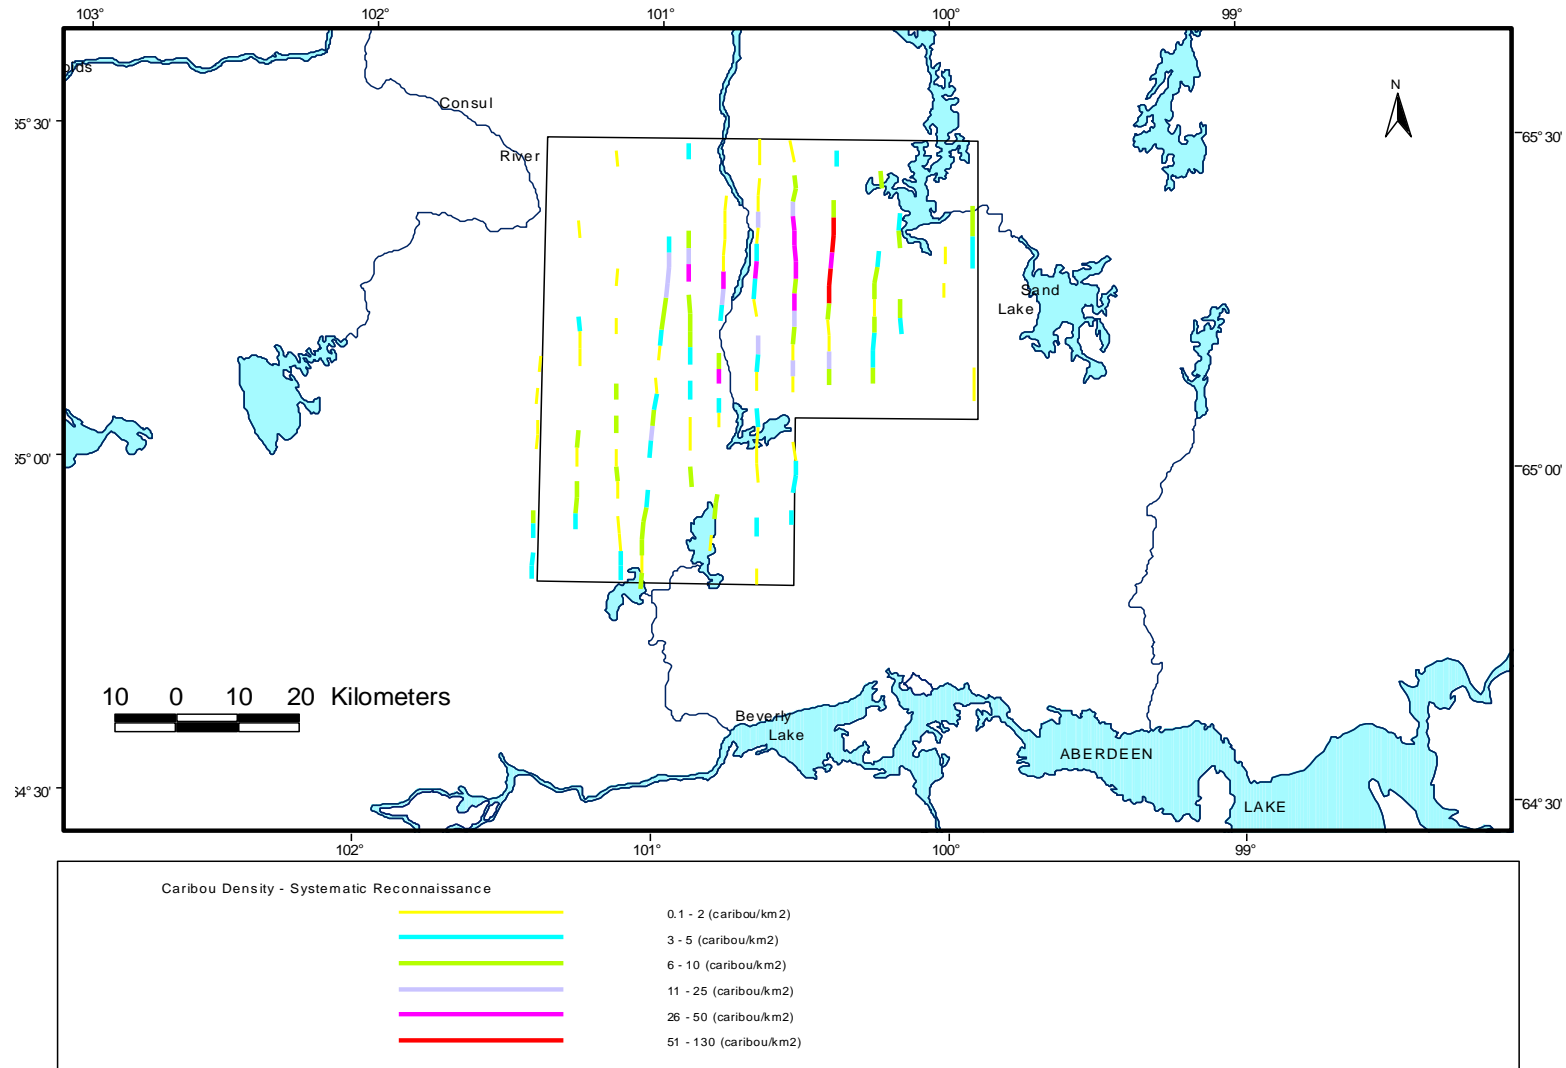 103° 102° 101° 100° 99°
olds
Consul
N
65° 30' 65° 30'
River
Sand
Lake
65° 00' 65° 00'
10 0 10 20 Kilometers
Beverly
Lake
ABERDEEN
64° 30' 64° 30'
LAKE
102° 101° 100° 99°
Caribou Density - Systematic Reconnaissance
0.1 - 2 (caribou/km2)
3 - 5 (caribou/km2)
6 - 10 (caribou/km2)
11 - 25 (caribou/km2)
26 - 50 (caribou/km2)
51 - 130 (caribou/km2)